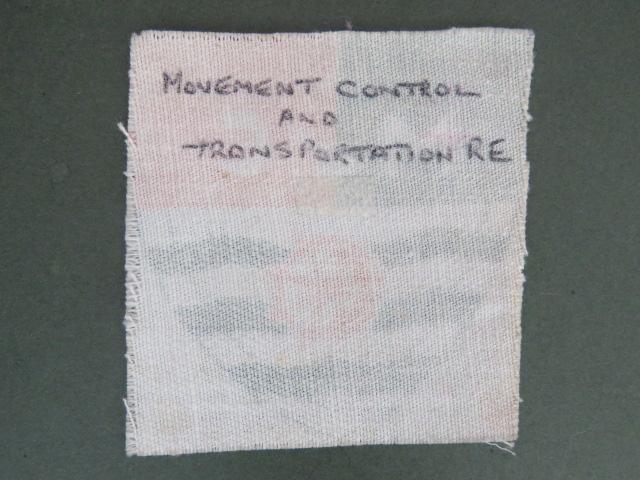 MOVEMENT CONTROL
AND
TRANSPORTATION RE